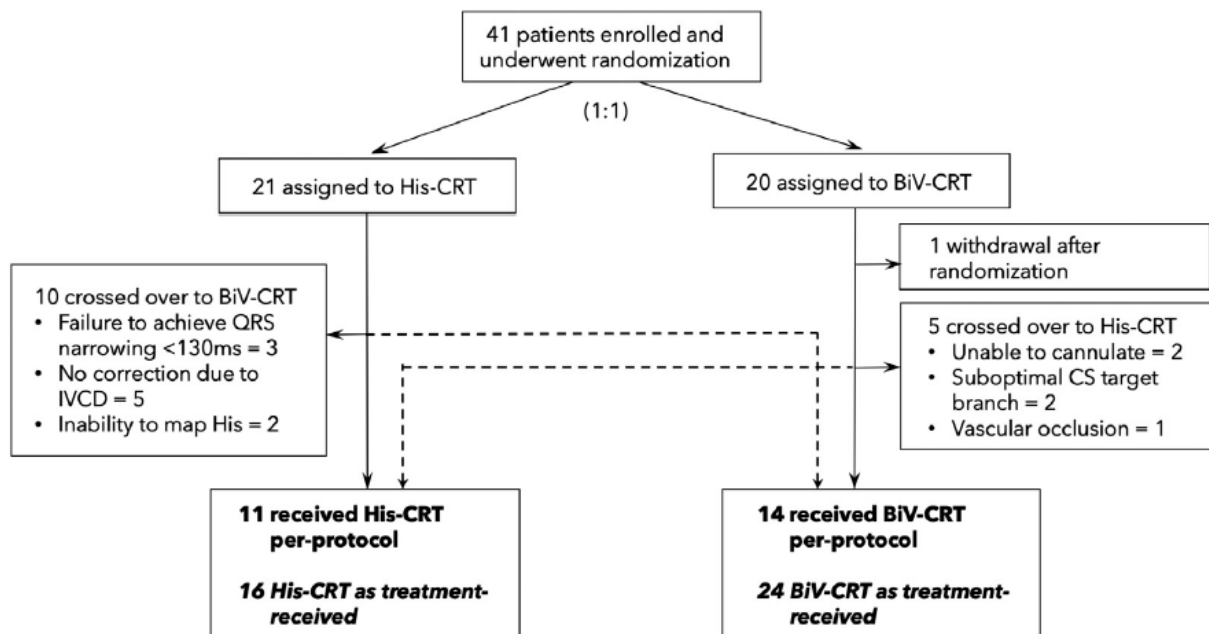 41 patients enrolled and
underwent randomization
(1:1)
21 assigned to His-CRT
20 assigned to BiV-CRT
1 withdrawal after
randomization
10 crossed over to BiV-CRT
• Failure to achieve QRS
narrowing <130ms = 3
• No correction due to
IVCD = 5
• Inability to map His = 2
5 crossed over to His-CRT
• Unable to cannulate = 2
• Suboptimal CS target
branch = 2
• Vascular occlusion = 1
11 received His-CRT
per-protocol
16 His-CRT as treatment-
received
14 received BiV-CRT
per-protocol
24 BiV-CRT as treatment-
received